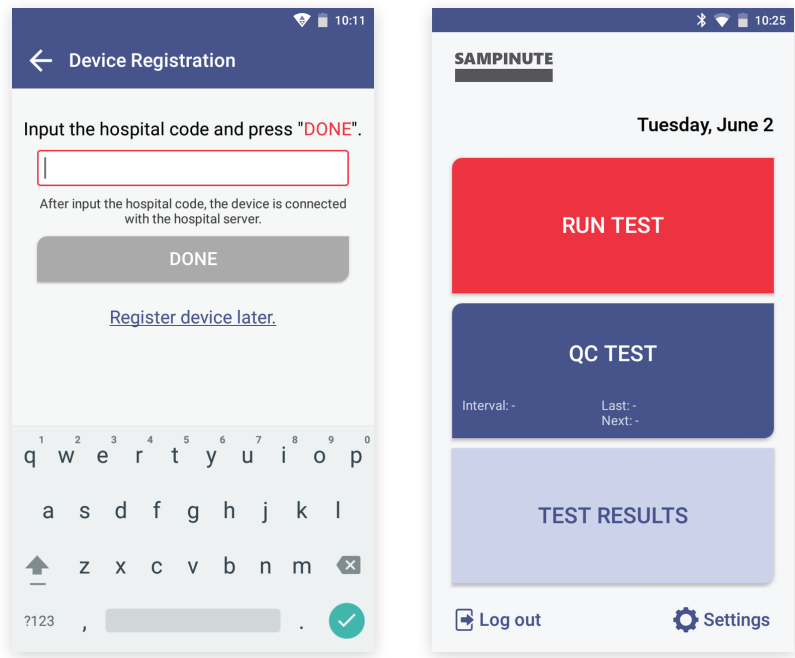 10:11
Device Registration
Input the hospital code and press "DONE".
After input the hospital code, the device is connected
with the hospital server.
DONE
Register device later.
1 2 3 4 5 6 7 8 9 0
q w e r t y u i o p
a s d f g h j k l
z x c v b n m
?123 , .
10:25
SAMPINUTE
Tuesday, June 2
RUN TEST
QC TEST
Interval: - Last: -
Next: -
TEST RESULTS
Log out Settings